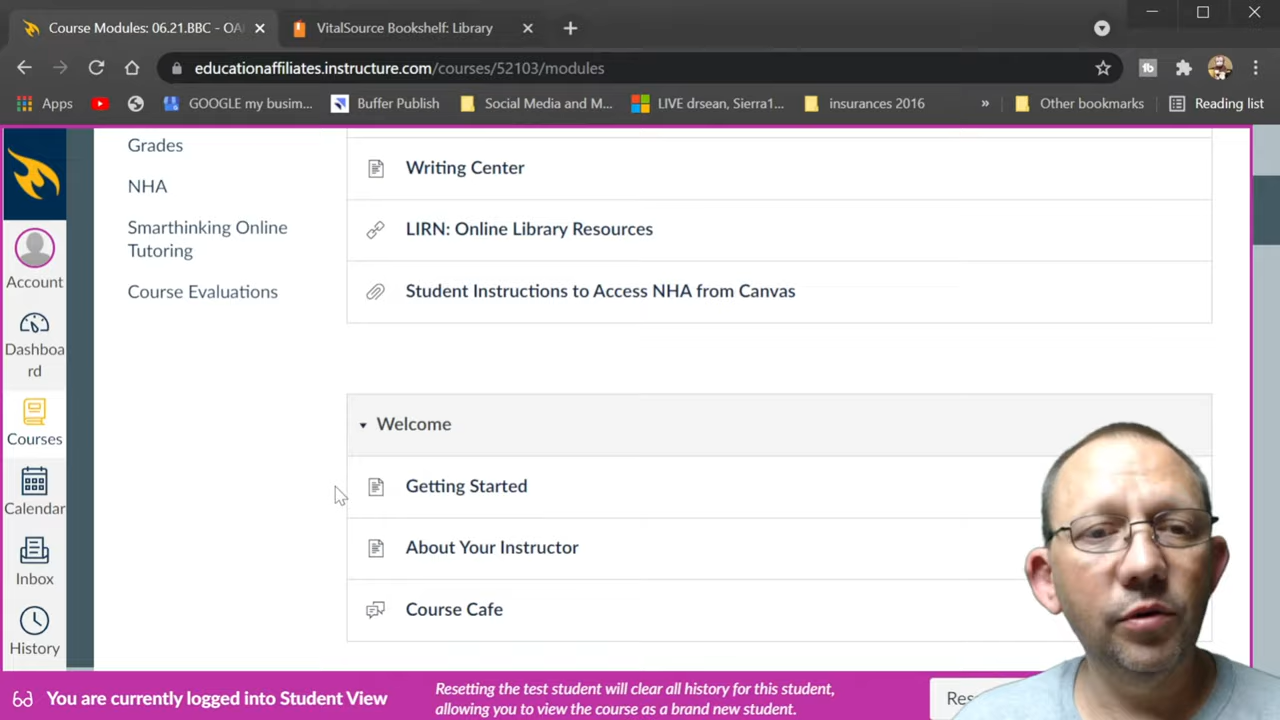 Course Modules: 06.21.BBC - OA
VitalSource Bookshelf: Library
educationaffiliates.instructure.com/courses/52103/modules
Apps
GOOGLE my busim...
Buffer Publish
Social Media and M...
LIVE drsean, Sierra1...
insurances 2016
»
Other bookmarks
Reading list
Account
Dashboa
rd
Courses
Calendar
Inbox
History
Grades
NHA
Smarthinking Online
Tutoring
Course Evaluations
Writing Center
LIRN: Online Library Resources
Student Instructions to Access NHA from Canvas
Welcome
Getting Started
About Your Instructor
Course Cafe
You are currently logged into Student View
Resetting the test student will clear all history for this student,
allowing you to view the course as a brand new student.